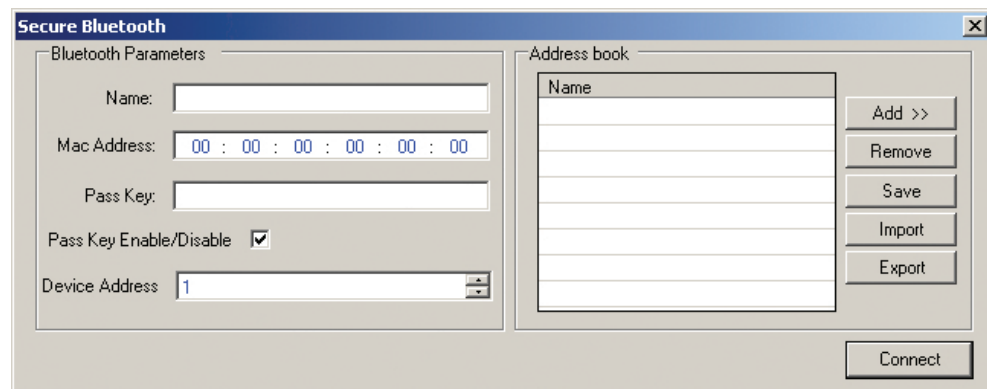 Secure Bluetooth
Bluetooth Parameters
Name:
Mac Address: 00 : 00 : 00 : 00 : 00 : 00
Pass Key:
Pass Key Enable/Disable
Device Address 1
Address book
Name
Add >>
Remove
Save
Import
Export
Connect